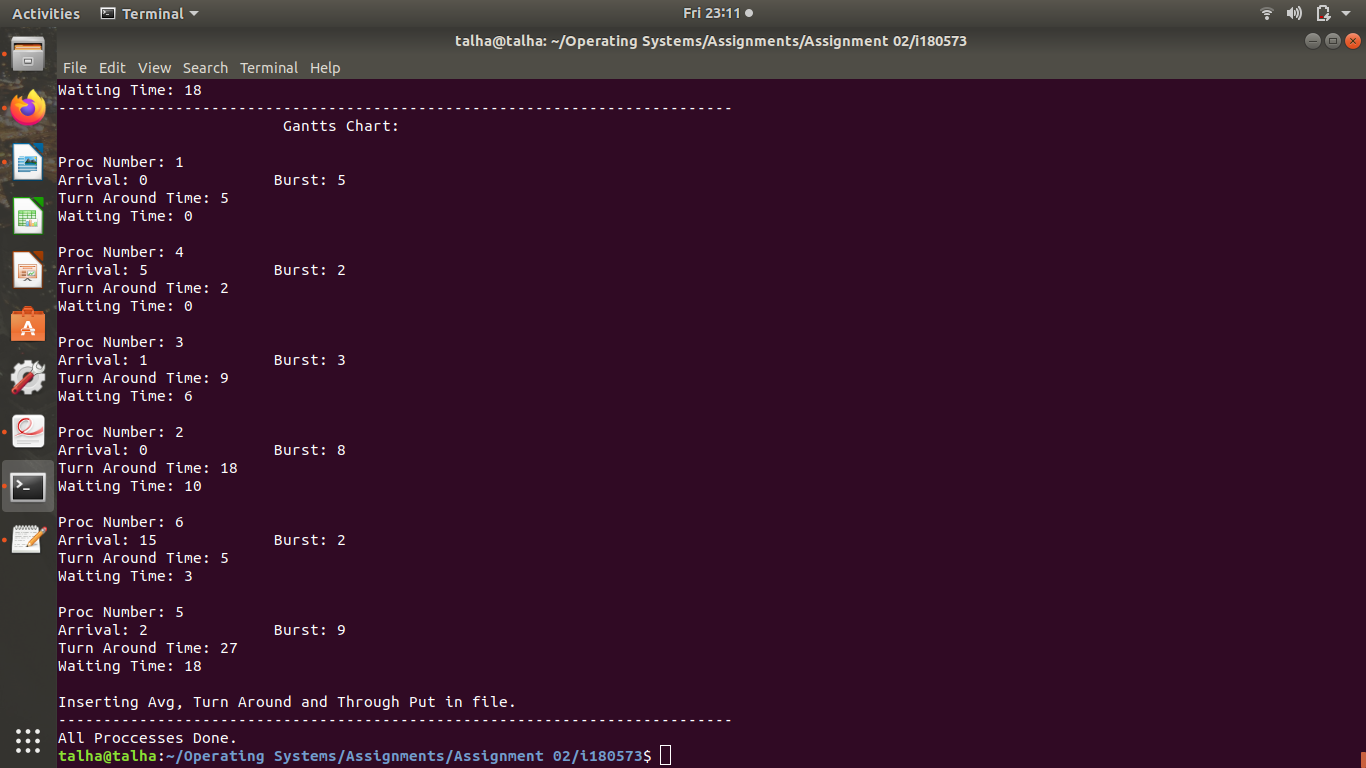 Activities Terminal Fri 23:11
talha@talha: ~/Operating Systems/Assignments/Assignment 02/i180573
File Edit View Search Terminal Help
Waiting Time: 18
---------------------------------------------------------------------------
Gantts Chart:
Proc Number: 1
Arrival: 0 Burst: 5
Turn Around Time: 5
Waiting Time: 0
Proc Number: 4
Arrival: 5 Burst: 2
Turn Around Time: 2
Waiting Time: 0
Proc Number: 3
Arrival: 1 Burst: 3
Turn Around Time: 9
Waiting Time: 6
Proc Number: 2
Arrival: 0 Burst: 8
Turn Around Time: 18
Waiting Time: 10
Proc Number: 6
Arrival: 15 Burst: 2
Turn Around Time: 5
Waiting Time: 3
Proc Number: 5
Arrival: 2 Burst: 9
Turn Around Time: 27
Waiting Time: 18
Inserting Avg, Turn Around and Through Put in file.
---------------------------------------------------------------------------
All Proccesses Done.
talha@talha:~/Operating Systems/Assignments/Assignment 02/i180573$